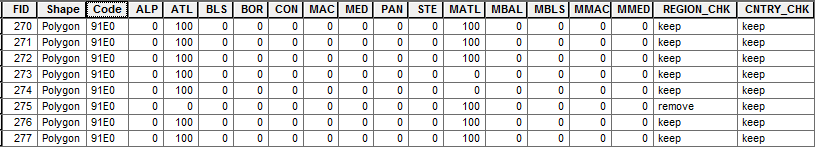 FID Shape Code ALP ATL BLS BOR CON MAC MED PAN STE MATL MBAL MBLS MMAC MMED REGION_CHK CNTRY_CHK
270 Polygon 91E0 0 100 0 0 0 0 0 0 0 100 0 0 0 0 keep keep
271 Polygon 91E0 0 100 0 0 0 0 0 0 0 100 0 0 0 0 keep keep
272 Polygon 91E0 0 100 0 0 0 0 0 0 0 100 0 0 0 0 keep keep
273 Polygon 91E0 0 100 0 0 0 0 0 0 0 0 0 0 0 0 keep keep
274 Polygon 91E0 0 100 0 0 0 0 0 0 0 0 0 0 0 0 keep keep
275 Polygon 91E0 0 0 0 0 0 0 0 0 0 100 0 0 0 0 remove keep
276 Polygon 91E0 0 100 0 0 0 0 0 0 0 100 0 0 0 0 keep keep
277 Polygon 91E0 0 100 0 0 0 0 0 0 0 100 0 0 0 0 keep keep